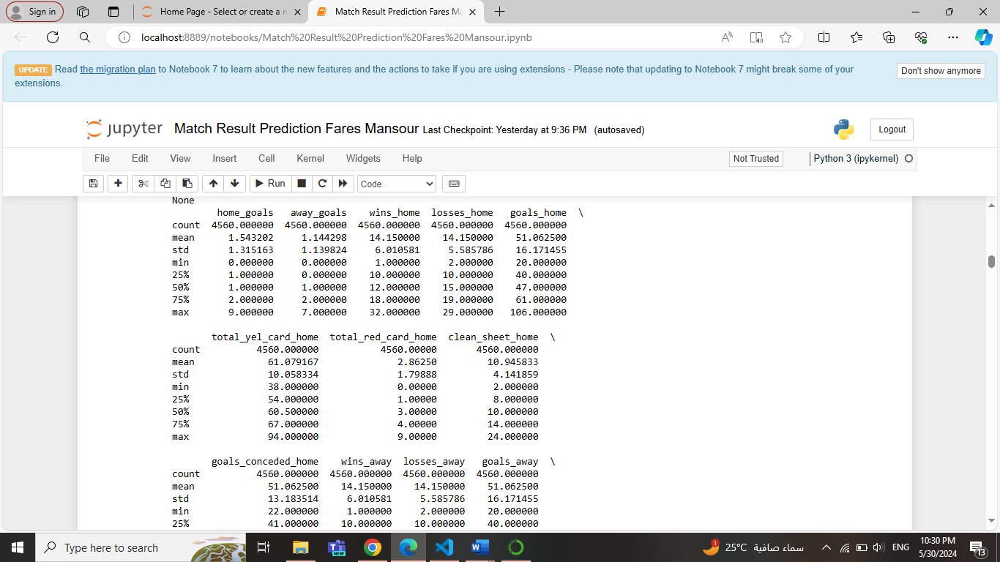 Sign in
Home Page - Select or create a n
Match Result Prediction Fares Ma
localhost:8889/notebooks/Match%20Result%20Prediction%20Fares%20Mansour.ipynb
UPDATE Read the migration plan to Notebook 7 to learn about the new features and the actions to take if you are using extensions - Please note that updating to Notebook 7 might break some of your
extensions.
Don't show anymore
jupyter Match Result Prediction Fares Mansour Last Checkpoint: Yesterday at 9:36 PM (autosaved)
Logout
File Edit View Insert Cell Kernel Widgets Help
Not Trusted Python 3 (ipykernel)
Run Code
None
home_goals away_goals wins_home losses_home goals_home \
count 4560.000000 4560.000000 4560.000000 4560.000000 4560.000000
mean 1.543202 1.144298 14.150000 14.150000 51.062500
std 1.315163 1.139824 6.010581 5.585786 16.171455
min 0.000000 0.000000 1.000000 2.000000 20.000000
25% 1.000000 0.000000 10.000000 10.000000 40.000000
50% 1.000000 1.000000 12.000000 15.000000 47.000000
75% 2.000000 2.000000 18.000000 19.000000 61.000000
max 9.000000 7.000000 32.000000 29.000000 106.000000
total_yel_card_home total_red_card_home clean_sheet_home \
count 4560.000000 4560.00000 4560.000000
mean 61.079167 2.86250 10.945833
std 10.058334 1.79888 4.141859
min 38.000000 0.00000 2.000000
25% 54.000000 1.00000 8.000000
50% 60.500000 3.00000 10.000000
75% 67.000000 4.00000 14.000000
max 94.000000 9.00000 24.000000
goals_conceded_home wins_away losses_away goals_away \
count 4560.000000 4560.000000 4560.000000 4560.000000
mean 51.062500 14.150000 14.150000 51.062500
std 13.183514 6.010581 5.585786 16.171455
min 22.000000 1.000000 2.000000 20.000000
25% 41.000000 10.000000 10.000000 40.000000
Type here to search
NEW
25°C سماء صافية
ENG
10:30 PM
5/30/2024
13